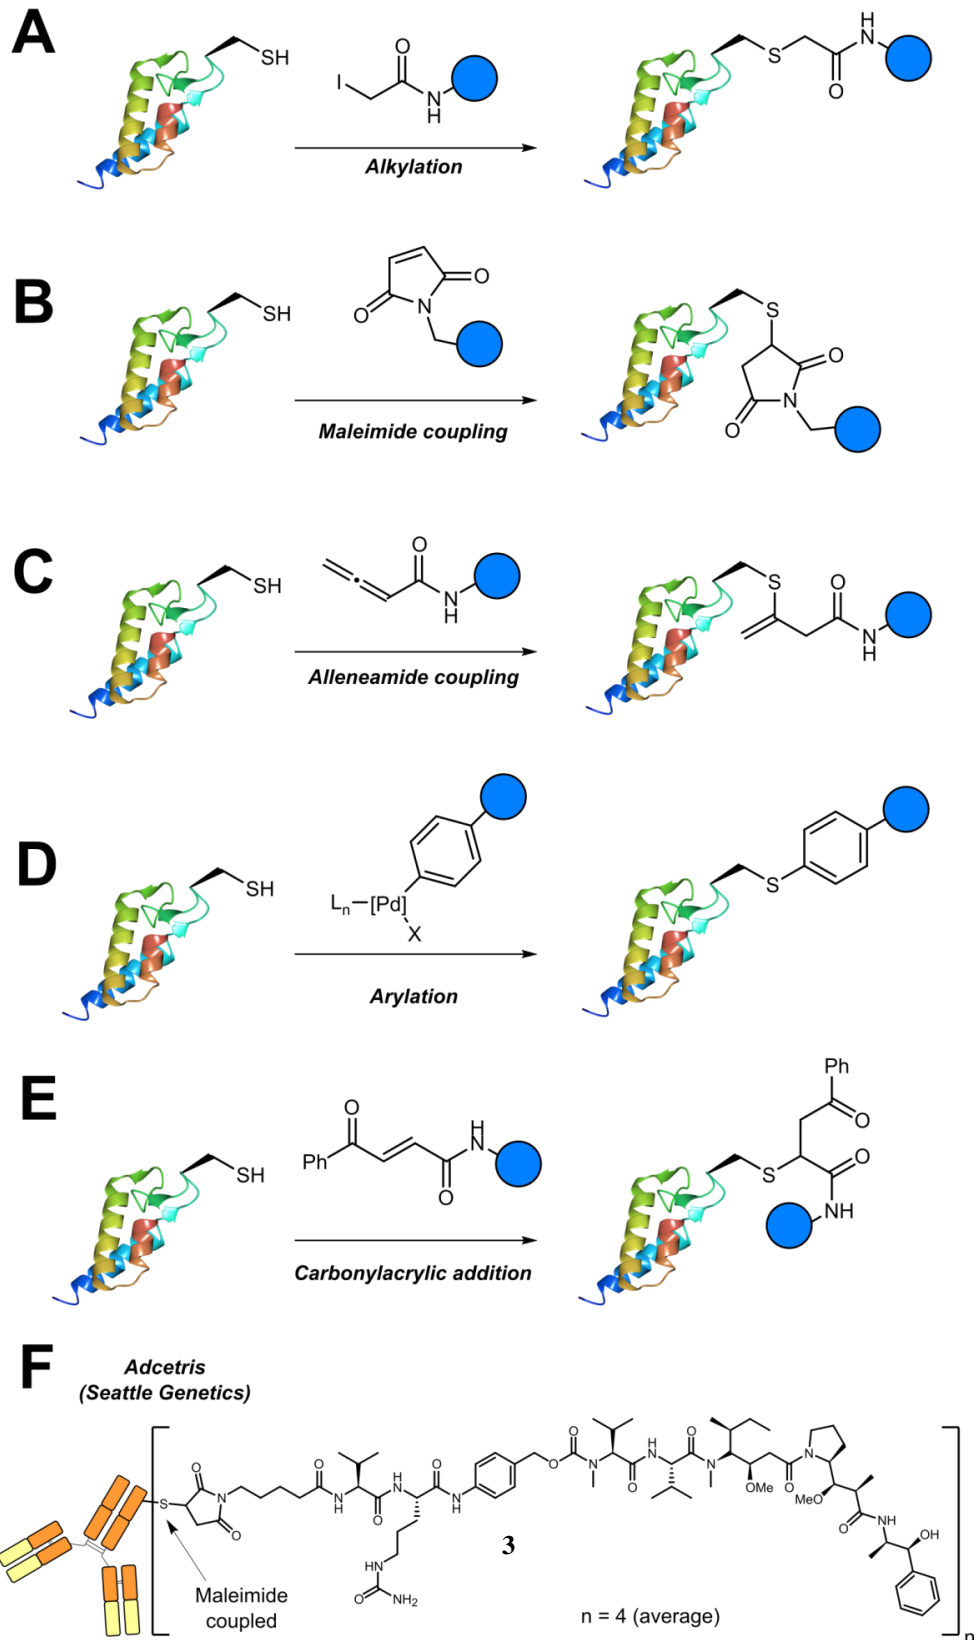 A
SH
I
O
N
H
Alkylation
S
O
H
N
B
SH
O
N
O
Maleimide coupling
S
O
N
O
C
SH
O
N
H
Alleneamide coupling
S
O
N
H
D
SH
Ln
[Pd]
X
Arylation
S
E
SH
O
Ph
H
N
O
Carbonylacrylic addition
Ph
O
S
O
NH
F
Adcetris
(Seattle Genetics)
S
O
N
O
O
N
H
O
H
N
O
N
H
HN
O
NH2
O
O
N
O
H
N
O
N
OMe
O
N
MeO
O
NH
OH
3
Maleimide
coupled
n = 4 (average)
n